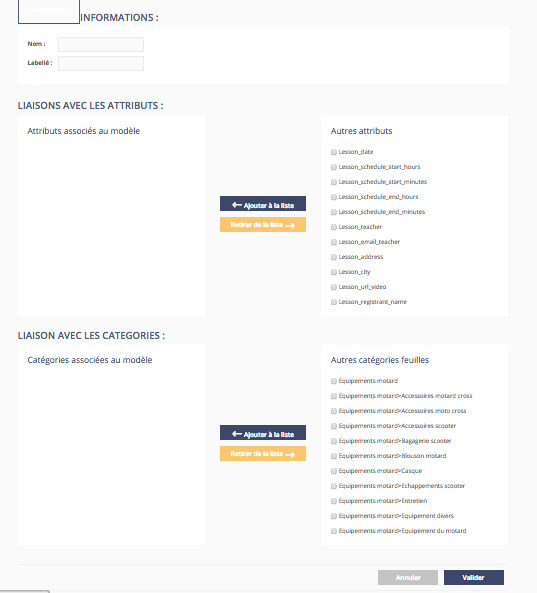 INFORMATIONS :
Nom :
Labellé :
LIAISONS AVEC LES ATTRIBUTS :
Attributs associés au modèle
Autres attributs
Lesson_date
Lesson_schedule_start_hours
Lesson_schedule_start_minutes
Lesson_schedule_end_hours
Lesson_schedule_end_minutes
Lesson_teacher
Lesson_email_teacher
Lesson_address
Lesson_city
Lesson_url_video
Lesson_registrant_name
← Ajouter à la liste
Retirer de la liste →
LIAISON AVEC LES CATEGORIES :
Catégories associées au modèle
Autres catégories feuilles
Equipements motard
Equipements motard>Accessoires motard cross
Equipements motard>Accessoires moto cross
Equipements motard>Accessoires scooter
Equipements motard>Bagagerie scooter
Equipements motard>Blouson motard
Equipements motard>Casque
Equipements motard>Echappements scooter
Equipements motard>Entretien
Equipements motard>Equipement divers
Equipements motard>Equipement du motard
← Ajouter à la liste
Retirer de la liste →
Annuler
Valider